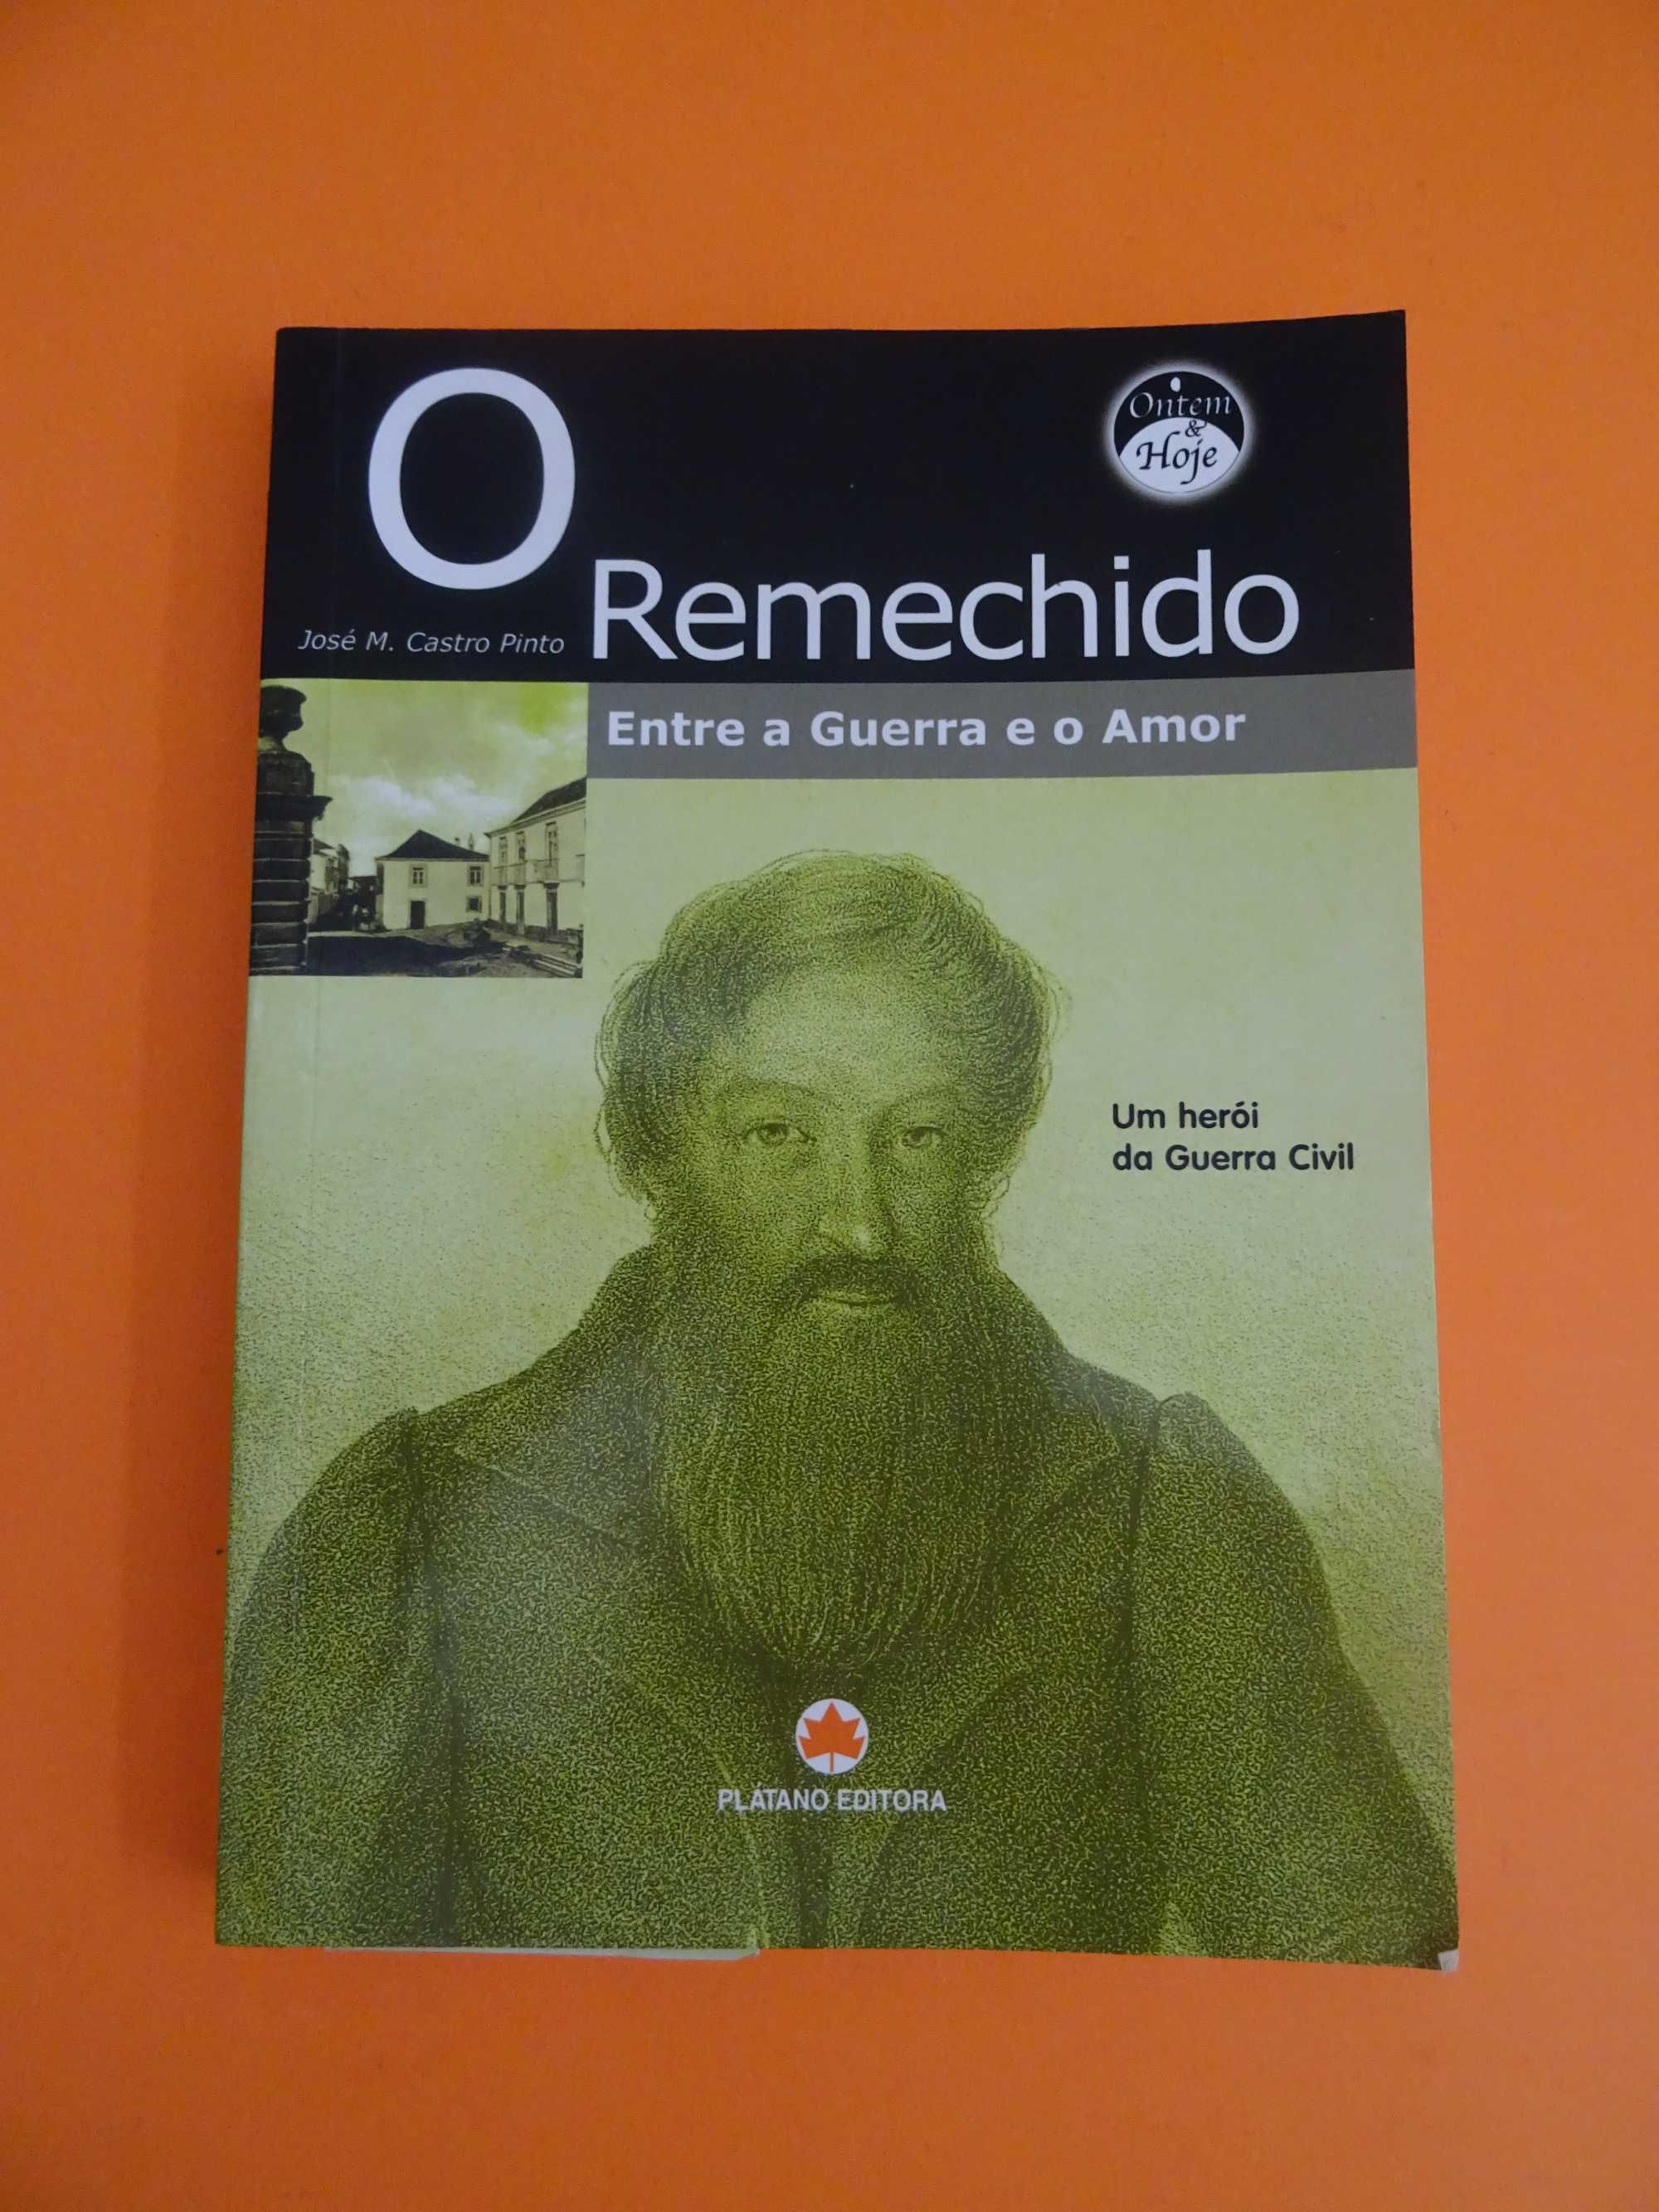 O
Ontem
&
Hoje
Remechido
José M. Castro Pinto
Entre a Guerra e o Amor
Um herói
da Guerra Civil
PLÁTANO EDITORA